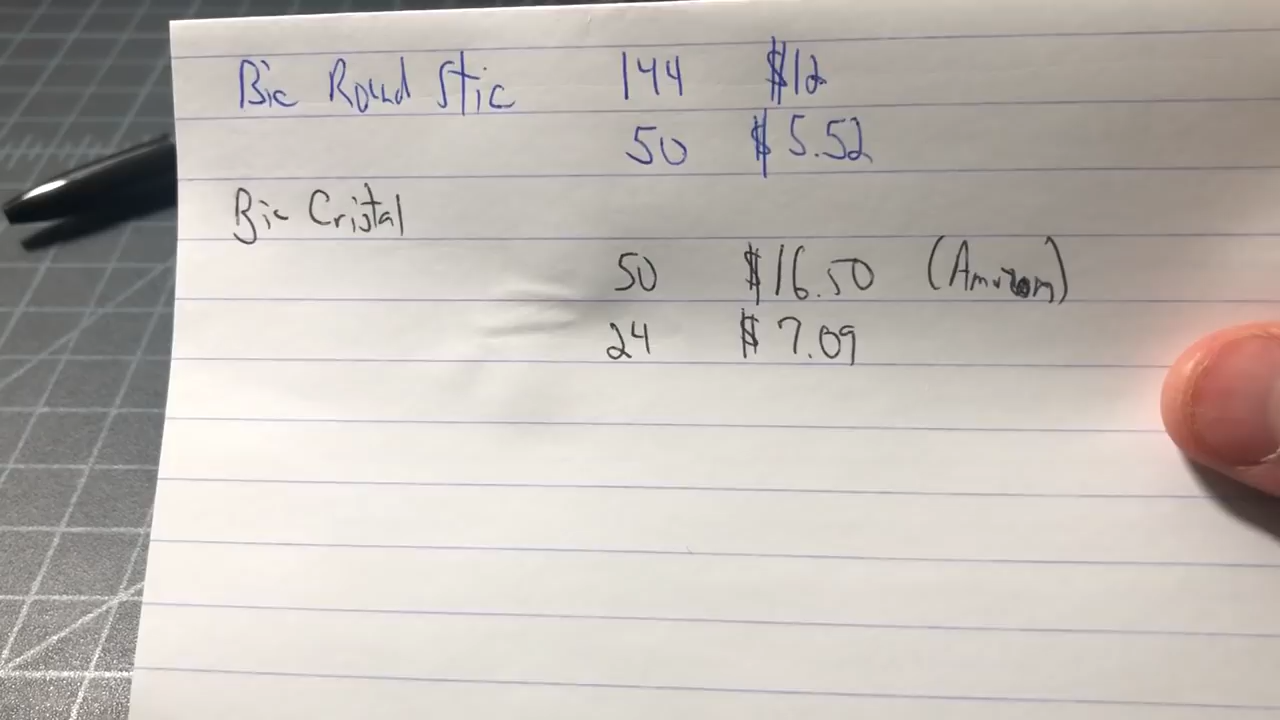 Bic Round Stic 144 $12
50 $5.52
Bic Cristal
50 $16.50 (Amazon)
24 $7.09